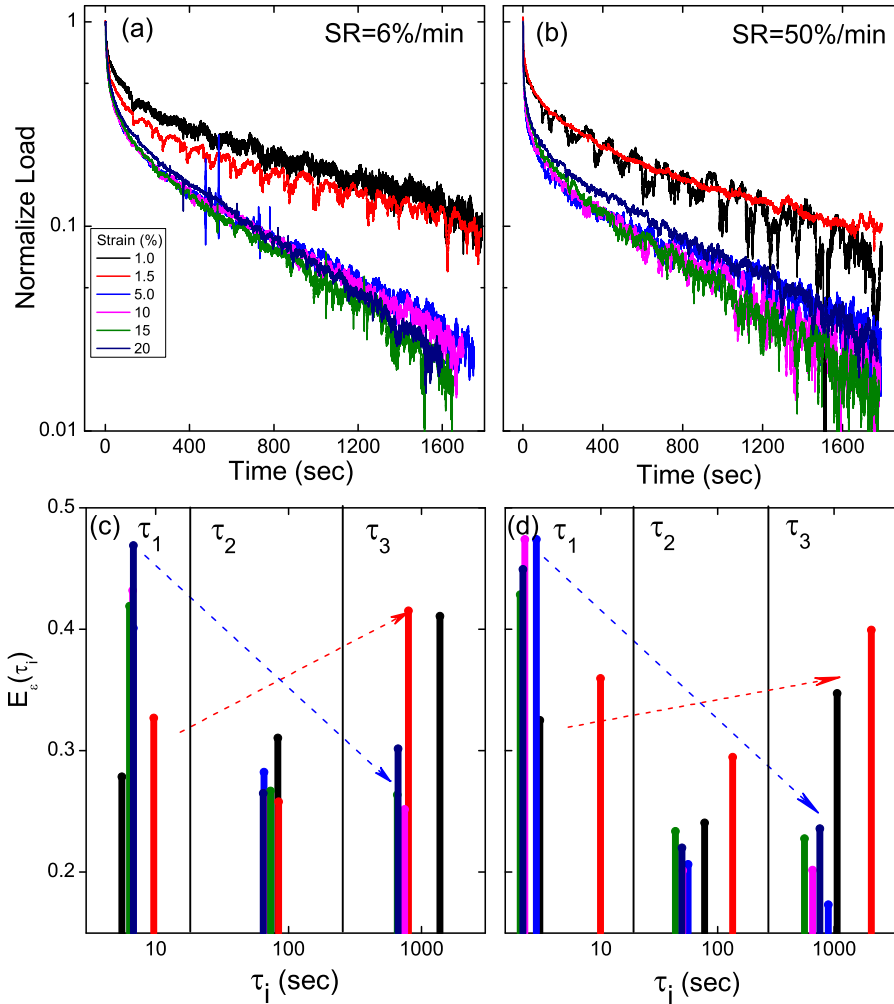 (a) SR=6%/min
(b) SR=50%/min
Normalize Load
1
0.1
0.01
Strain (%)
1.0
1.5
5.0
10
15
20
0 400 800 1200 1600
0 400 800 1200 1600
Time (sec)
Time (sec)
(c) τ1 τ2 τ3
(d) τ1 τ2 τ3
Eε(τi)
0.5
0.4
0.3
0.2
10 100 1000
10 100 1000
τi (sec)
τi (sec)